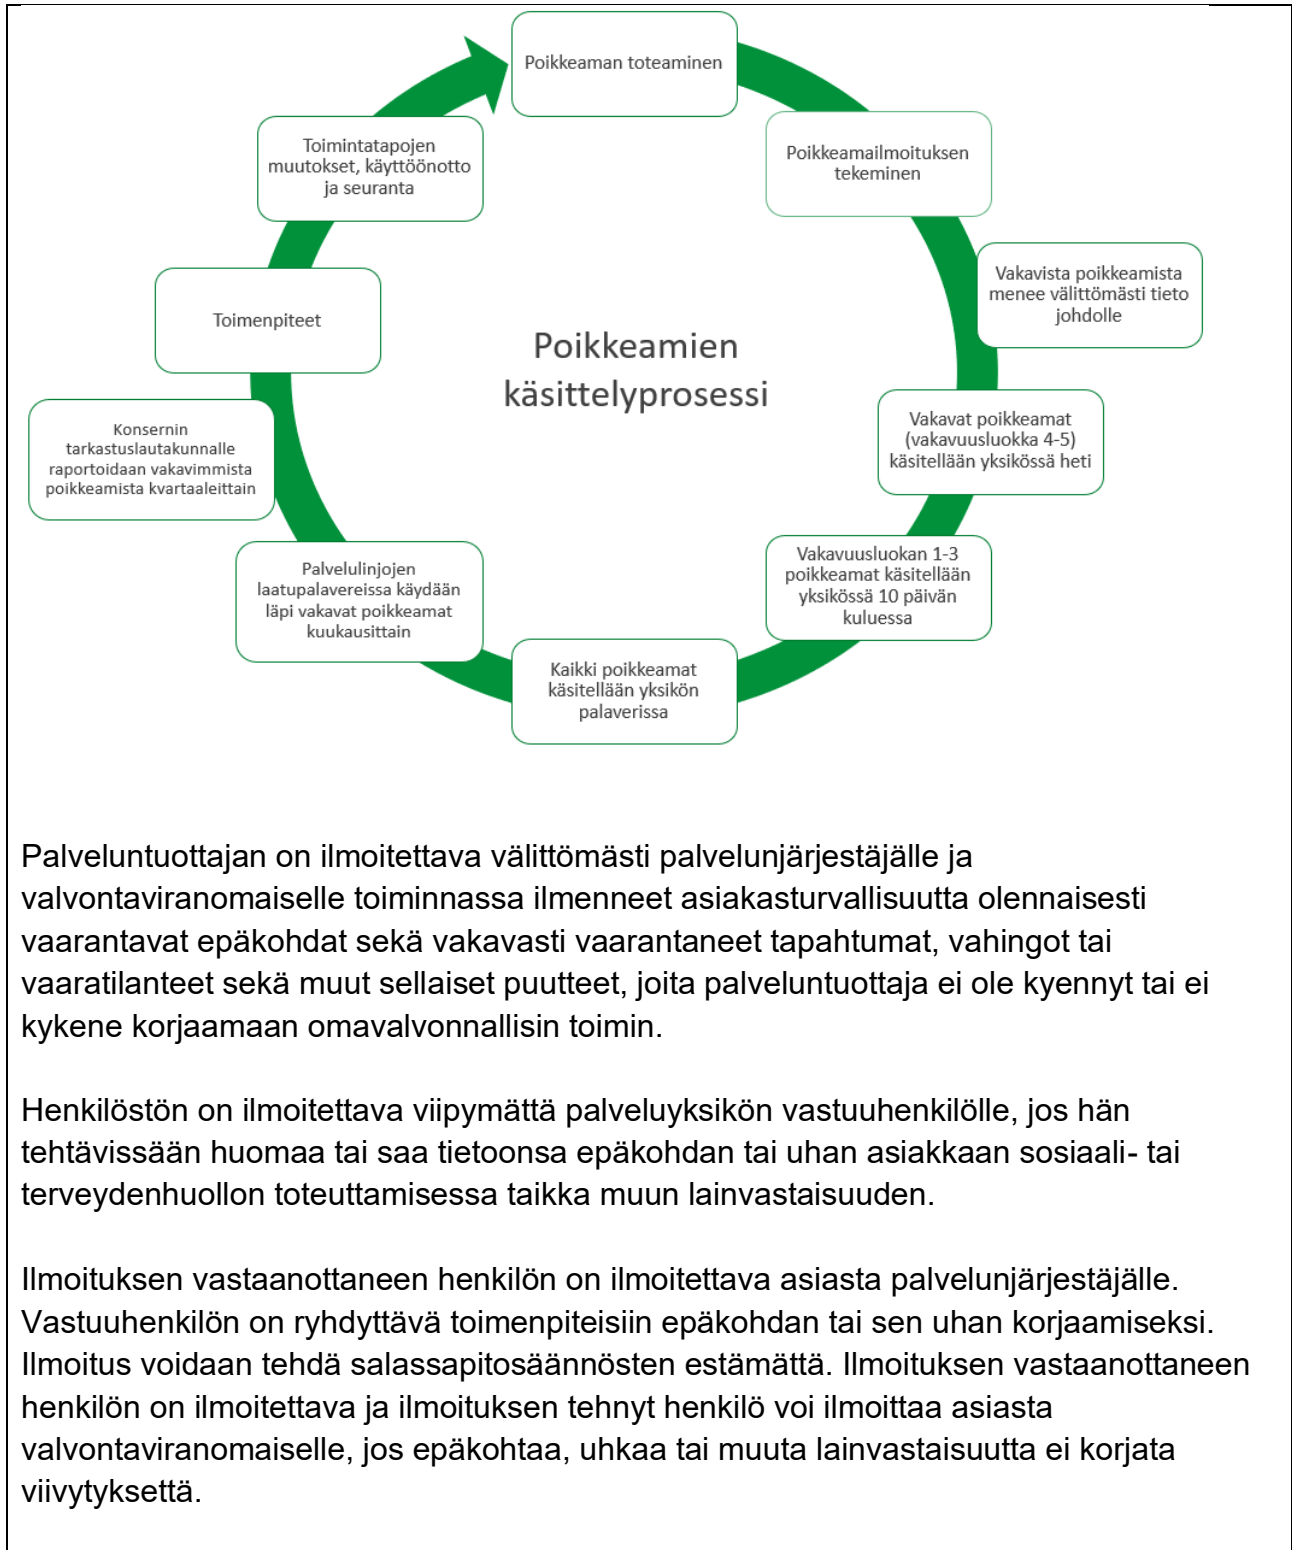 Poikkeaman toteaminen
Poikkeamailmoituksen
tekeminen
Vakavista poikkeamista
menee välittömästi tieto
johdolle
Vakavat poikkeamat
(vakavuusluokka 4-5)
käsitellään yksikössä heti
Vakavuusluokan 1-3
poikkeamat käsitellään
yksikössä 10 päivän
kuluessa
Kaikki poikkeamat
käsitellään yksikön
palaverissa
Palvelulinjojen
laatupalavereissa käydään
läpi vakavat poikkeamat
kuukausittain
Konsernin
tarkastuslautakunnalle
raportoidaan vakavimmista
poikkeamista kvartaaleittain
Toimenpiteet
Toimintatapojen
muutokset, käyttöönotto
ja seuranta
Poikkeamien
käsittelyprosessi
Palveluntuottajan on ilmoitettava välittömästi palvelunjärjestäjälle ja
valvontaviranomaiselle toiminnassa ilmenneet asiakasturvallisuutta olennaisesti
vaarantavat epäkohdat sekä vakavasti vaarantaneet tapahtumat, vahingot tai
vaaratilanteet sekä muut sellaiset puutteet, joita palveluntuottaja ei ole kyennyt tai ei
kykene korjaamaan omavalvonnallisin toimin.
Henkilöstön on ilmoitettava viipymättä palveluyksikön vastuuhenkilölle, jos hän
tehtävissään huomaa tai saa tietoonsa epäkohdan tai uhan asiakkaan sosiaali- tai
terveydenhuollon toteuttamisessa taikka muun lainvastaisuuden.
Ilmoituksen vastaanottaneen henkilön on ilmoitettava asiasta palvelunjärjestäjälle.
Vastuuhenkilön on ryhdyttävä toimenpiteisiin epäkohdan tai sen uhan korjaamiseksi.
Ilmoitus voidaan tehdä salassapitosäännösten estämättä. Ilmoituksen vastaanottaneen
henkilön on ilmoitettava ja ilmoituksen tehnyt henkilö voi ilmoittaa asiasta
valvontaviranomaiselle, jos epäkohtaa, uhkaa tai muuta lainvastaisuutta ei korjata
viivytyksettä.